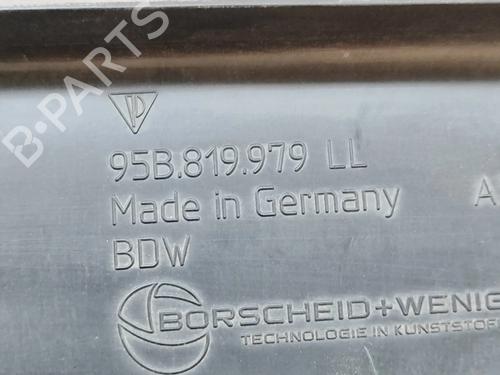 95B.819.979 LL
Made in Germany
A
BDW
BORSCHEID+WENIG
TECHNOLOGIE IN KUNSTSTOF
B-Parts